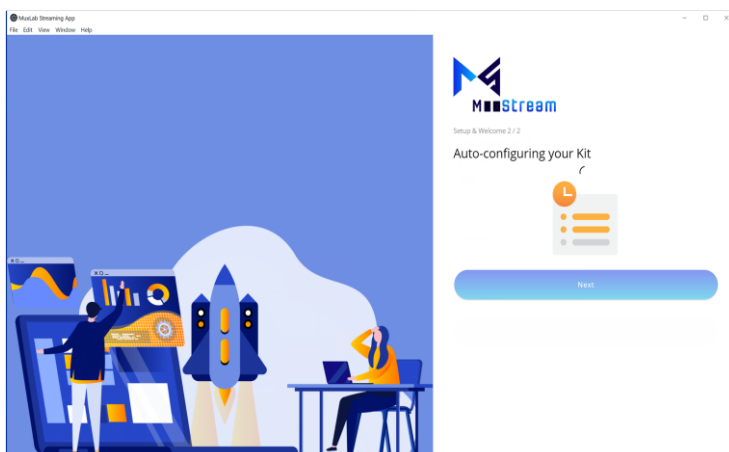 MuxLab Streaming App
File Edit View Window Help
Setup & Welcome 2 / 2
Auto-configuring your Kit
Next